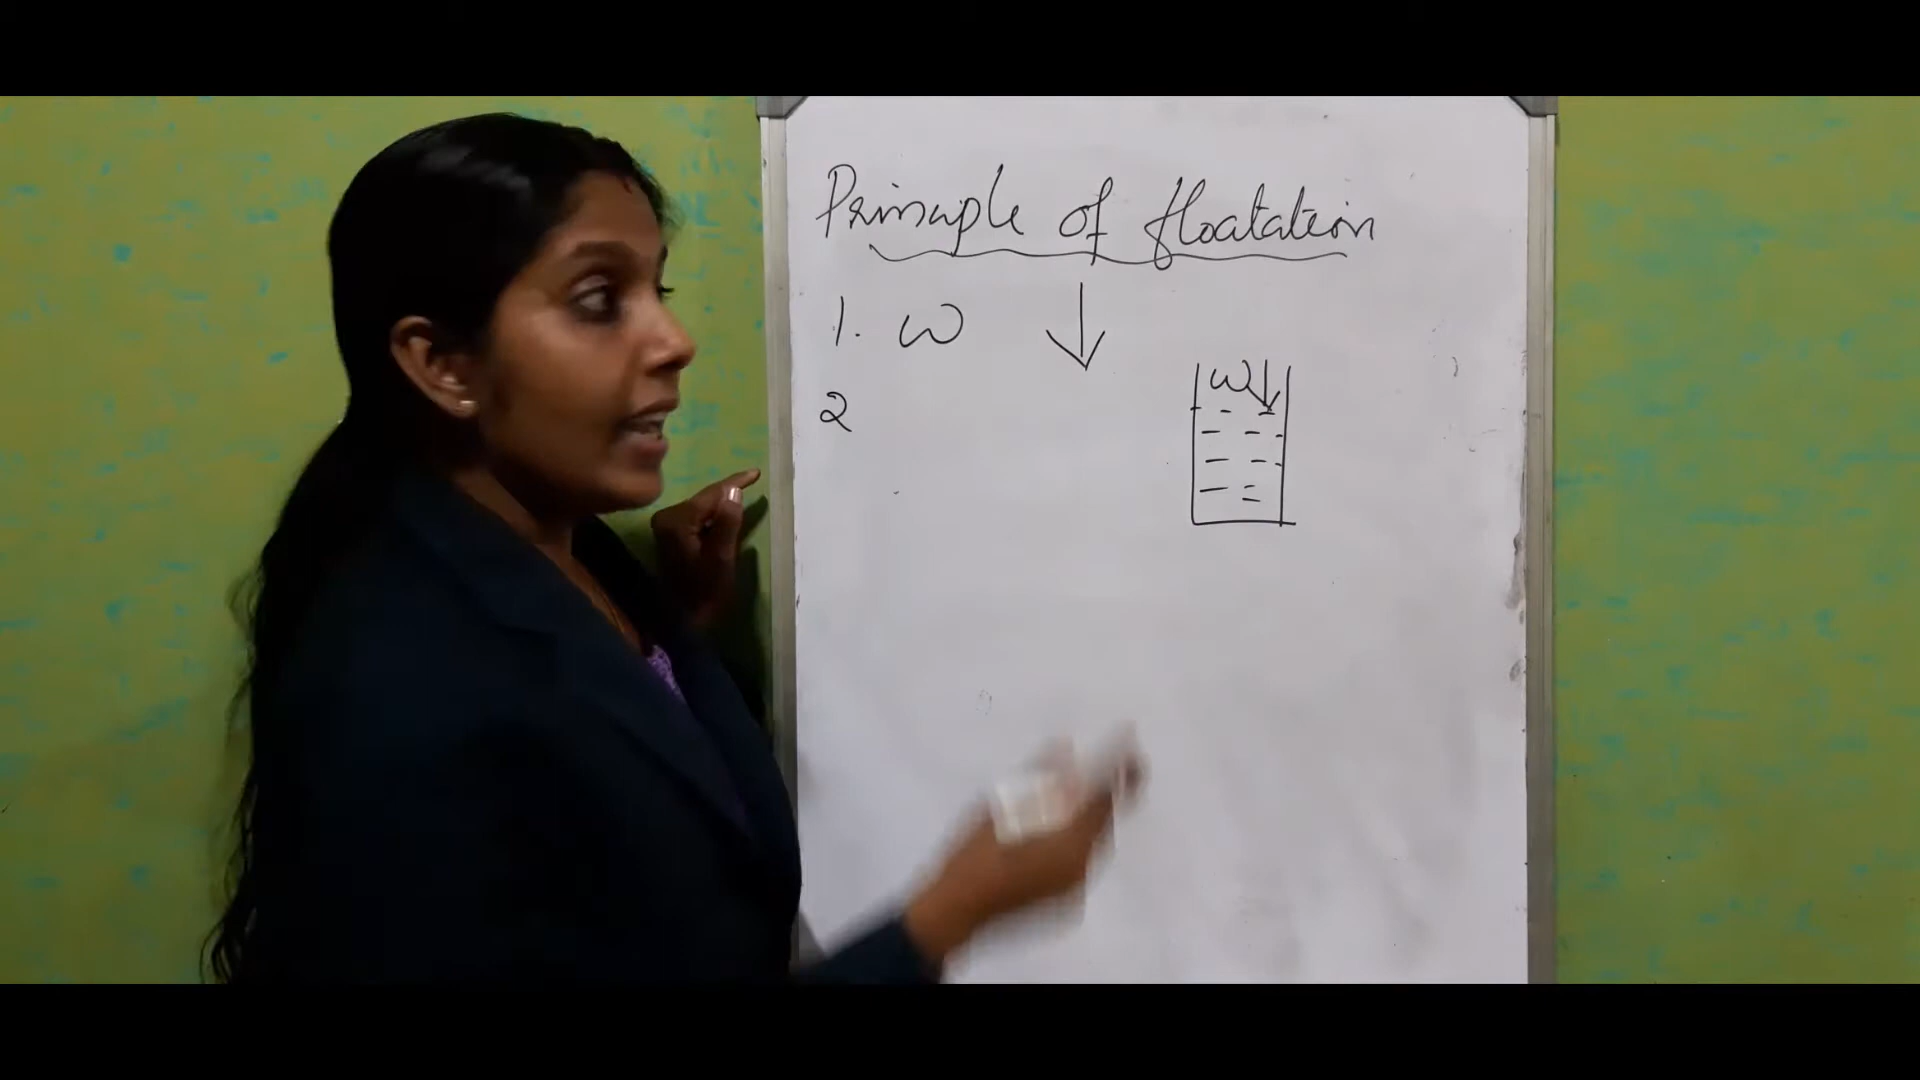 Principle of floatation
1. W ↓
W ↓
2